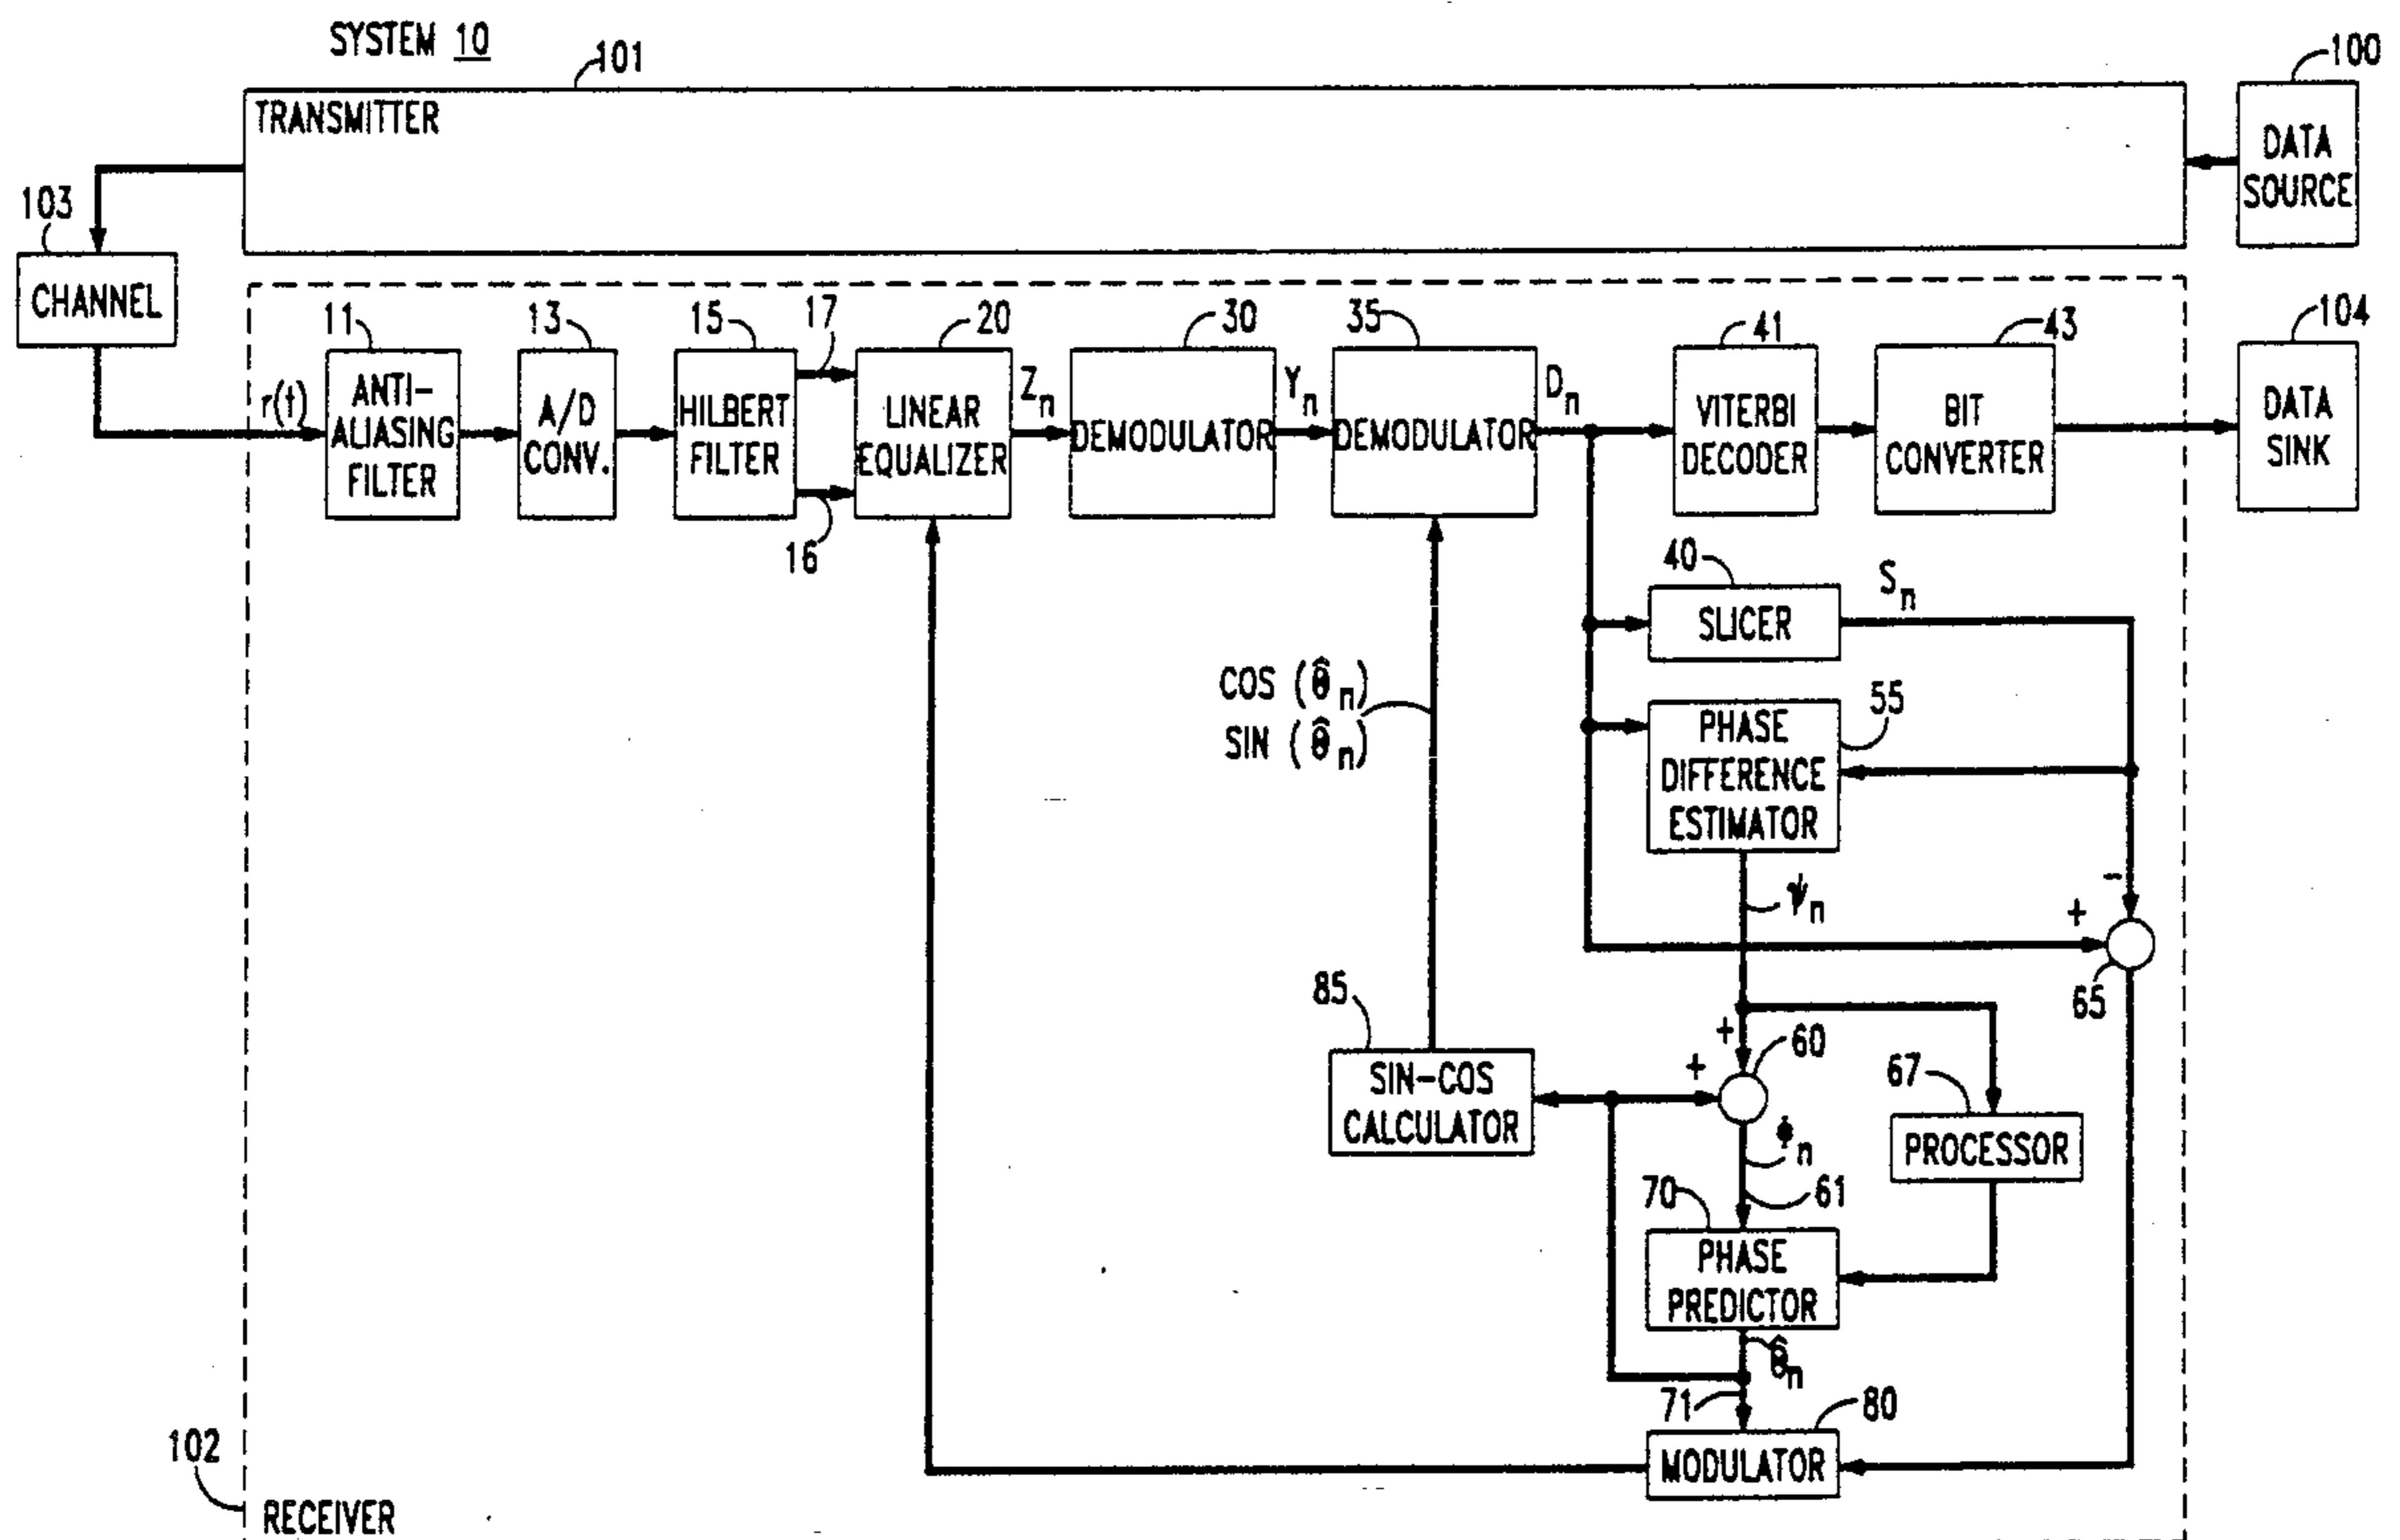 SYSTEM 10
101
100
TRANSMITTER
DATA
SOURCE
103
CHANNEL
11
13
15
17
20
30
35
41
43
104
r(t)
ANTI-
ALIASING
FILTER
A/D
CONV.
HILBERT
FILTER
16
LINEAR
EQUALIZER
Zn
DEMODULATOR
Yn
DEMODULATOR
Dn
VITERBI
DECODER
BIT
CONVERTER
DATA
SINK
40
SLICER
Sn
COS (θ̂n)
SIN (θ̂n)
55
PHASE
DIFFERENCE
ESTIMATOR
ψn
-
+
65
85
SIN-COS
CALCULATOR
+
+
60
67
PROCESSOR
ϕn
61
70
PHASE
PREDICTOR
θ̂n
71
80
MODULATOR
102
RECEIVER